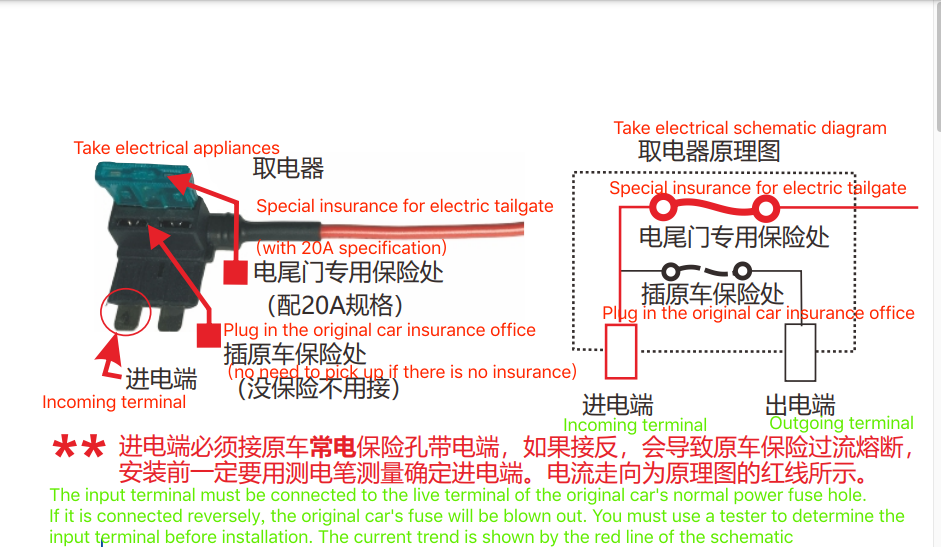 Take electrical appliances
取电器
Special insurance for electric tailgate
(with 20A specification)
电尾门专用保险处
(配20A规格)
Plug in the original car insurance office
插原车保险处
(no need to pick up if there is no insurance)
(没保险不用接)
进电端
Incoming terminal
Take electrical schematic diagram
取电器原理图
Special insurance for electric tailgate
电尾门专用保险处
插原车保险处
Plug in the original car insurance office
进电端
Incoming terminal
出电端
Outgoing terminal
**进电端必须接原车常电保险孔带电端，如果接反，会导致原车保险过流熔断，
安装前一定要用测电笔测量确定进电端。电流走向为原理图的红线所示。
The input terminal must be connected to the live terminal of the original car's normal power fuse hole.
If it is connected reversely, the original car's fuse will be blown out. You must use a tester to determine the
input terminal before installation. The current trend is shown by the red line of the schematic